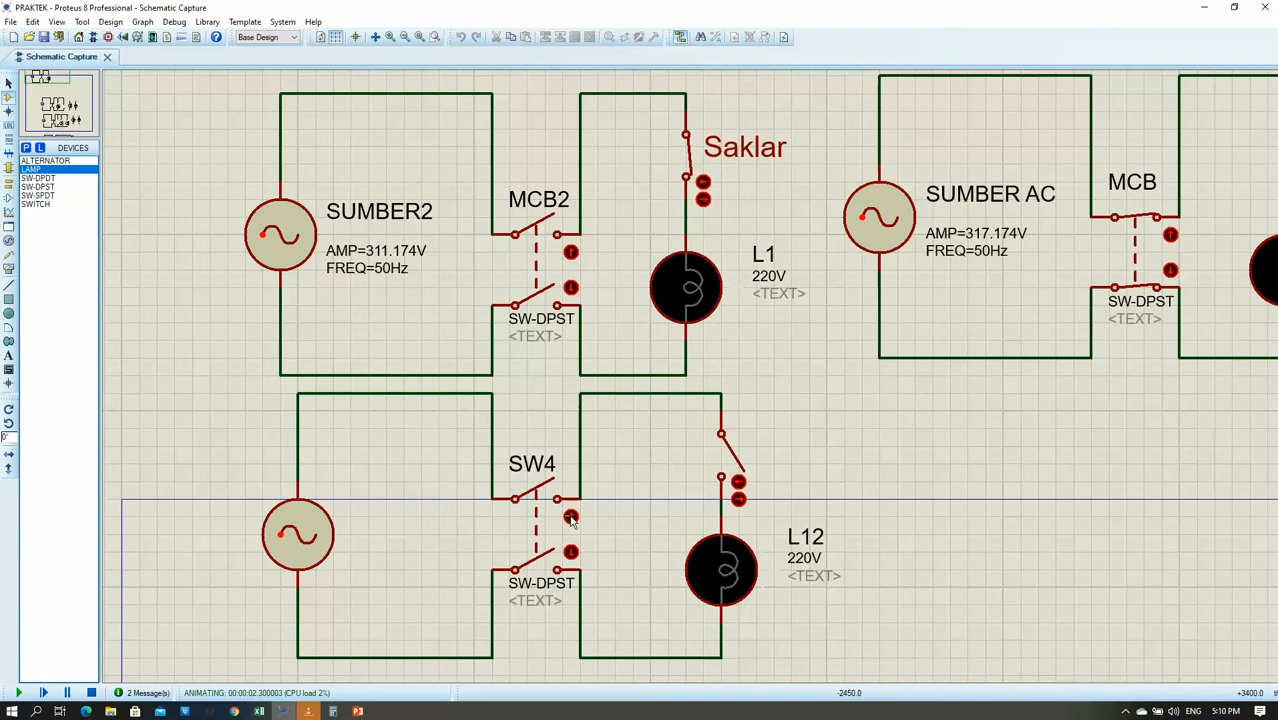 PRAKTEK - Proteus 8 Professional - Schematic Capture
File Edit View Tool Design Graph Debug Library Template System Help
Base Design
Schematic Capture
P L DEVICES
ALTERNATOR
LAMP
SW-DPDT
SW-DPST
SW-SPDT
SWITCH
LBL
A
S
0°
SUMBER2
AMP=311.174V
FREQ=50Hz
MCB2
SW-DPST
<TEXT>
Saklar
L1
220V
<TEXT>
SUMBER AC
AMP=317.174V
FREQ=50Hz
MCB
SW-DPST
<TEXT>
SW4
SW-DPST
<TEXT>
L12
220V
<TEXT>
2 Message(s) ANIMATING: 00:00:02.300003 (CPU load 2%) -2450.0 +3400.0
ENG 5:10 PM